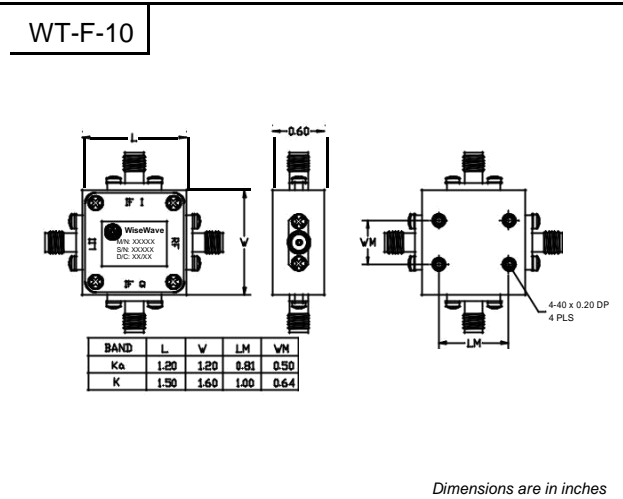 WT-F-10
L
0.60
IF I
WiseWave
M/N: XXXXX
S/N: XXXXX
D/C: XX/XX
RF
IF Q
W
WM
4-40 x 0.20 DP
4 PLS
LM
BAND L W LM WM
Ka 1.20 1.20 0.81 0.50
K 1.50 1.60 1.00 0.64
Dimensions are in inches